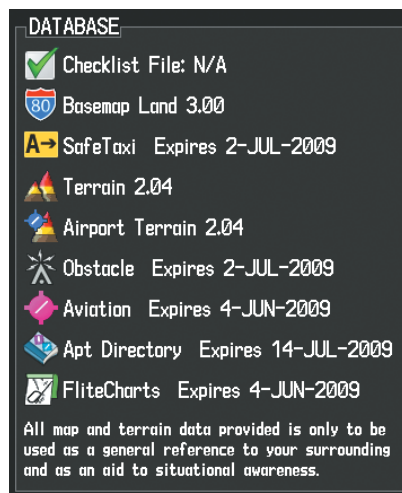 DATABASE
Checklist File: N/A
80 Basemap Land 3.00
A→ SafeTaxi Expires 2-JUL-2009
Terrain 2.04
Airport Terrain 2.04
Obstacle Expires 2-JUL-2009
Aviation Expires 4-JUN-2009
Apt Directory Expires 14-JUL-2009
FliteCharts Expires 4-JUN-2009
All map and terrain data provided is only to be
used as a general reference to your surrounding
and as an aid to situational awareness.